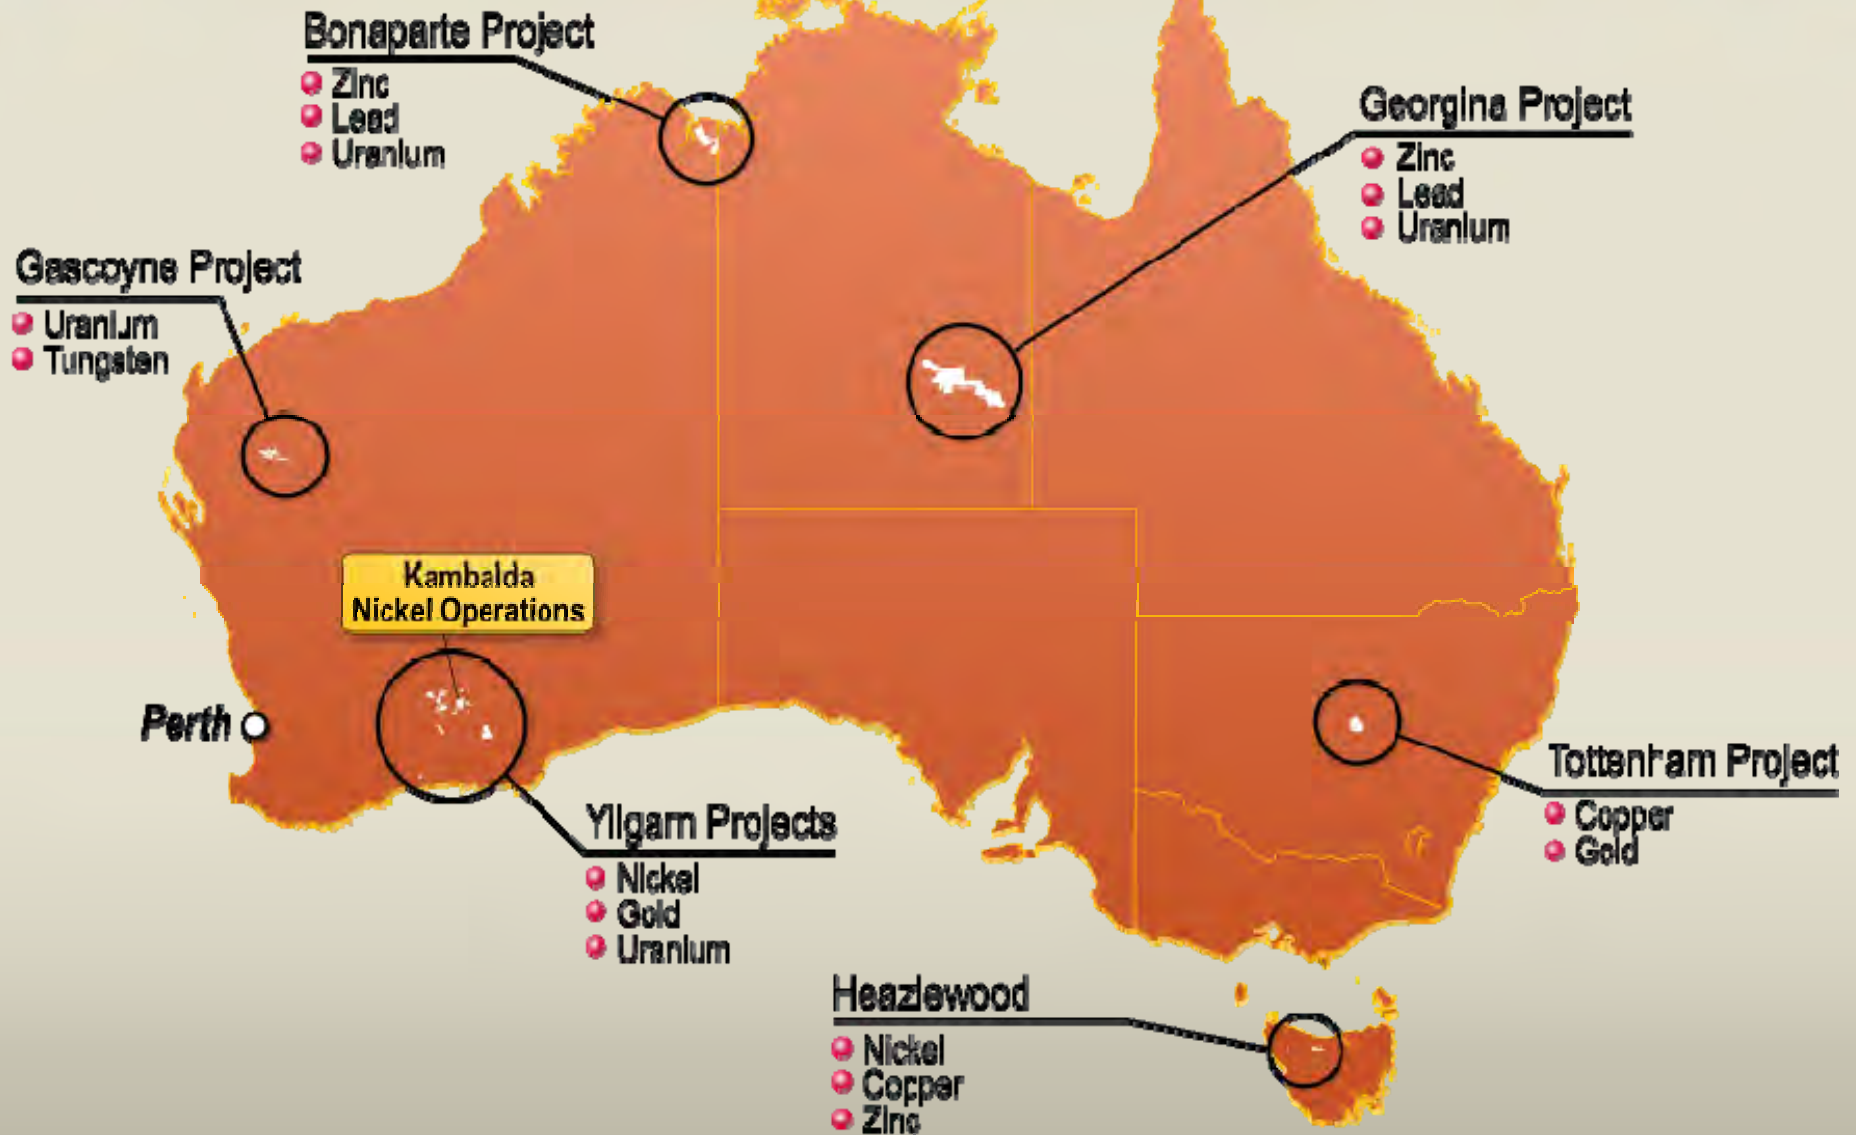 Bonaparte Project
Zinc
Lead
Uranium
Georgina Project
Zinc
Lead
Uranium
Gascoyne Project
Uranium
Tungsten
Kambalda
Nickel Operations
Perth
Tottenham Project
Copper
Gold
Yilgarn Projects
Nickel
Gold
Uranium
Heazlewood
Nickel
Copper
Zinc